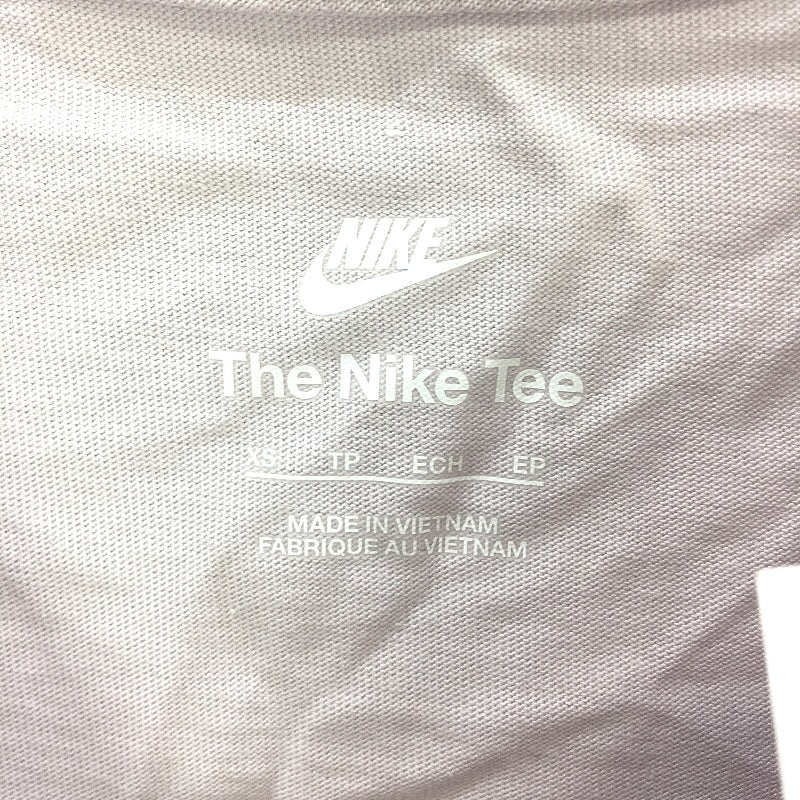 NIKE
The Nike Tee
XS TP ECH EP
MADE IN VIETNAM
FABRIQUE AU VIETNAM